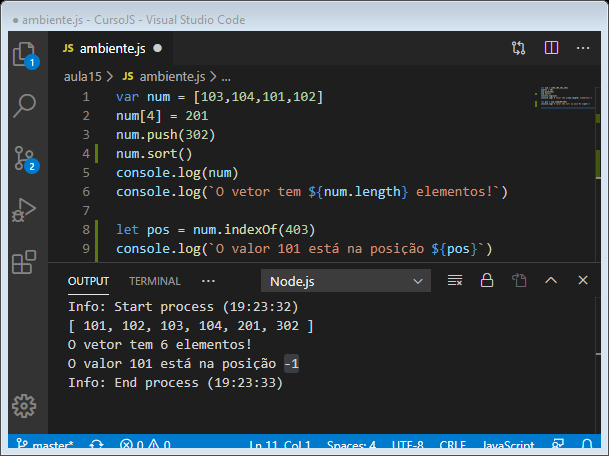 ● ambiente.js - CursoJS - Visual Studio Code
JS ambiente.js ● ···
aula15 > JS ambiente.js > ...
1 var num = [103,104,101,102]
2 num[4] = 201
3 num.push(302)
4 num.sort()
5 console.log(num)
6 console.log(`O vetor tem ${num.length} elementos!`)
7
8 let pos = num.indexOf(403)
9 console.log(`O valor 101 está na posição ${pos}`)
1
2
OUTPUT TERMINAL ··· Node.js
Info: Start process (19:23:32)
[ 101, 102, 103, 104, 201, 302 ]
O vetor tem 6 elementos!
O valor 101 está na posição -1
Info: End process (19:23:33)
master* 0 0 Ln 11, Col 1 Spaces: 4 UTF-8 CRLF JavaScript